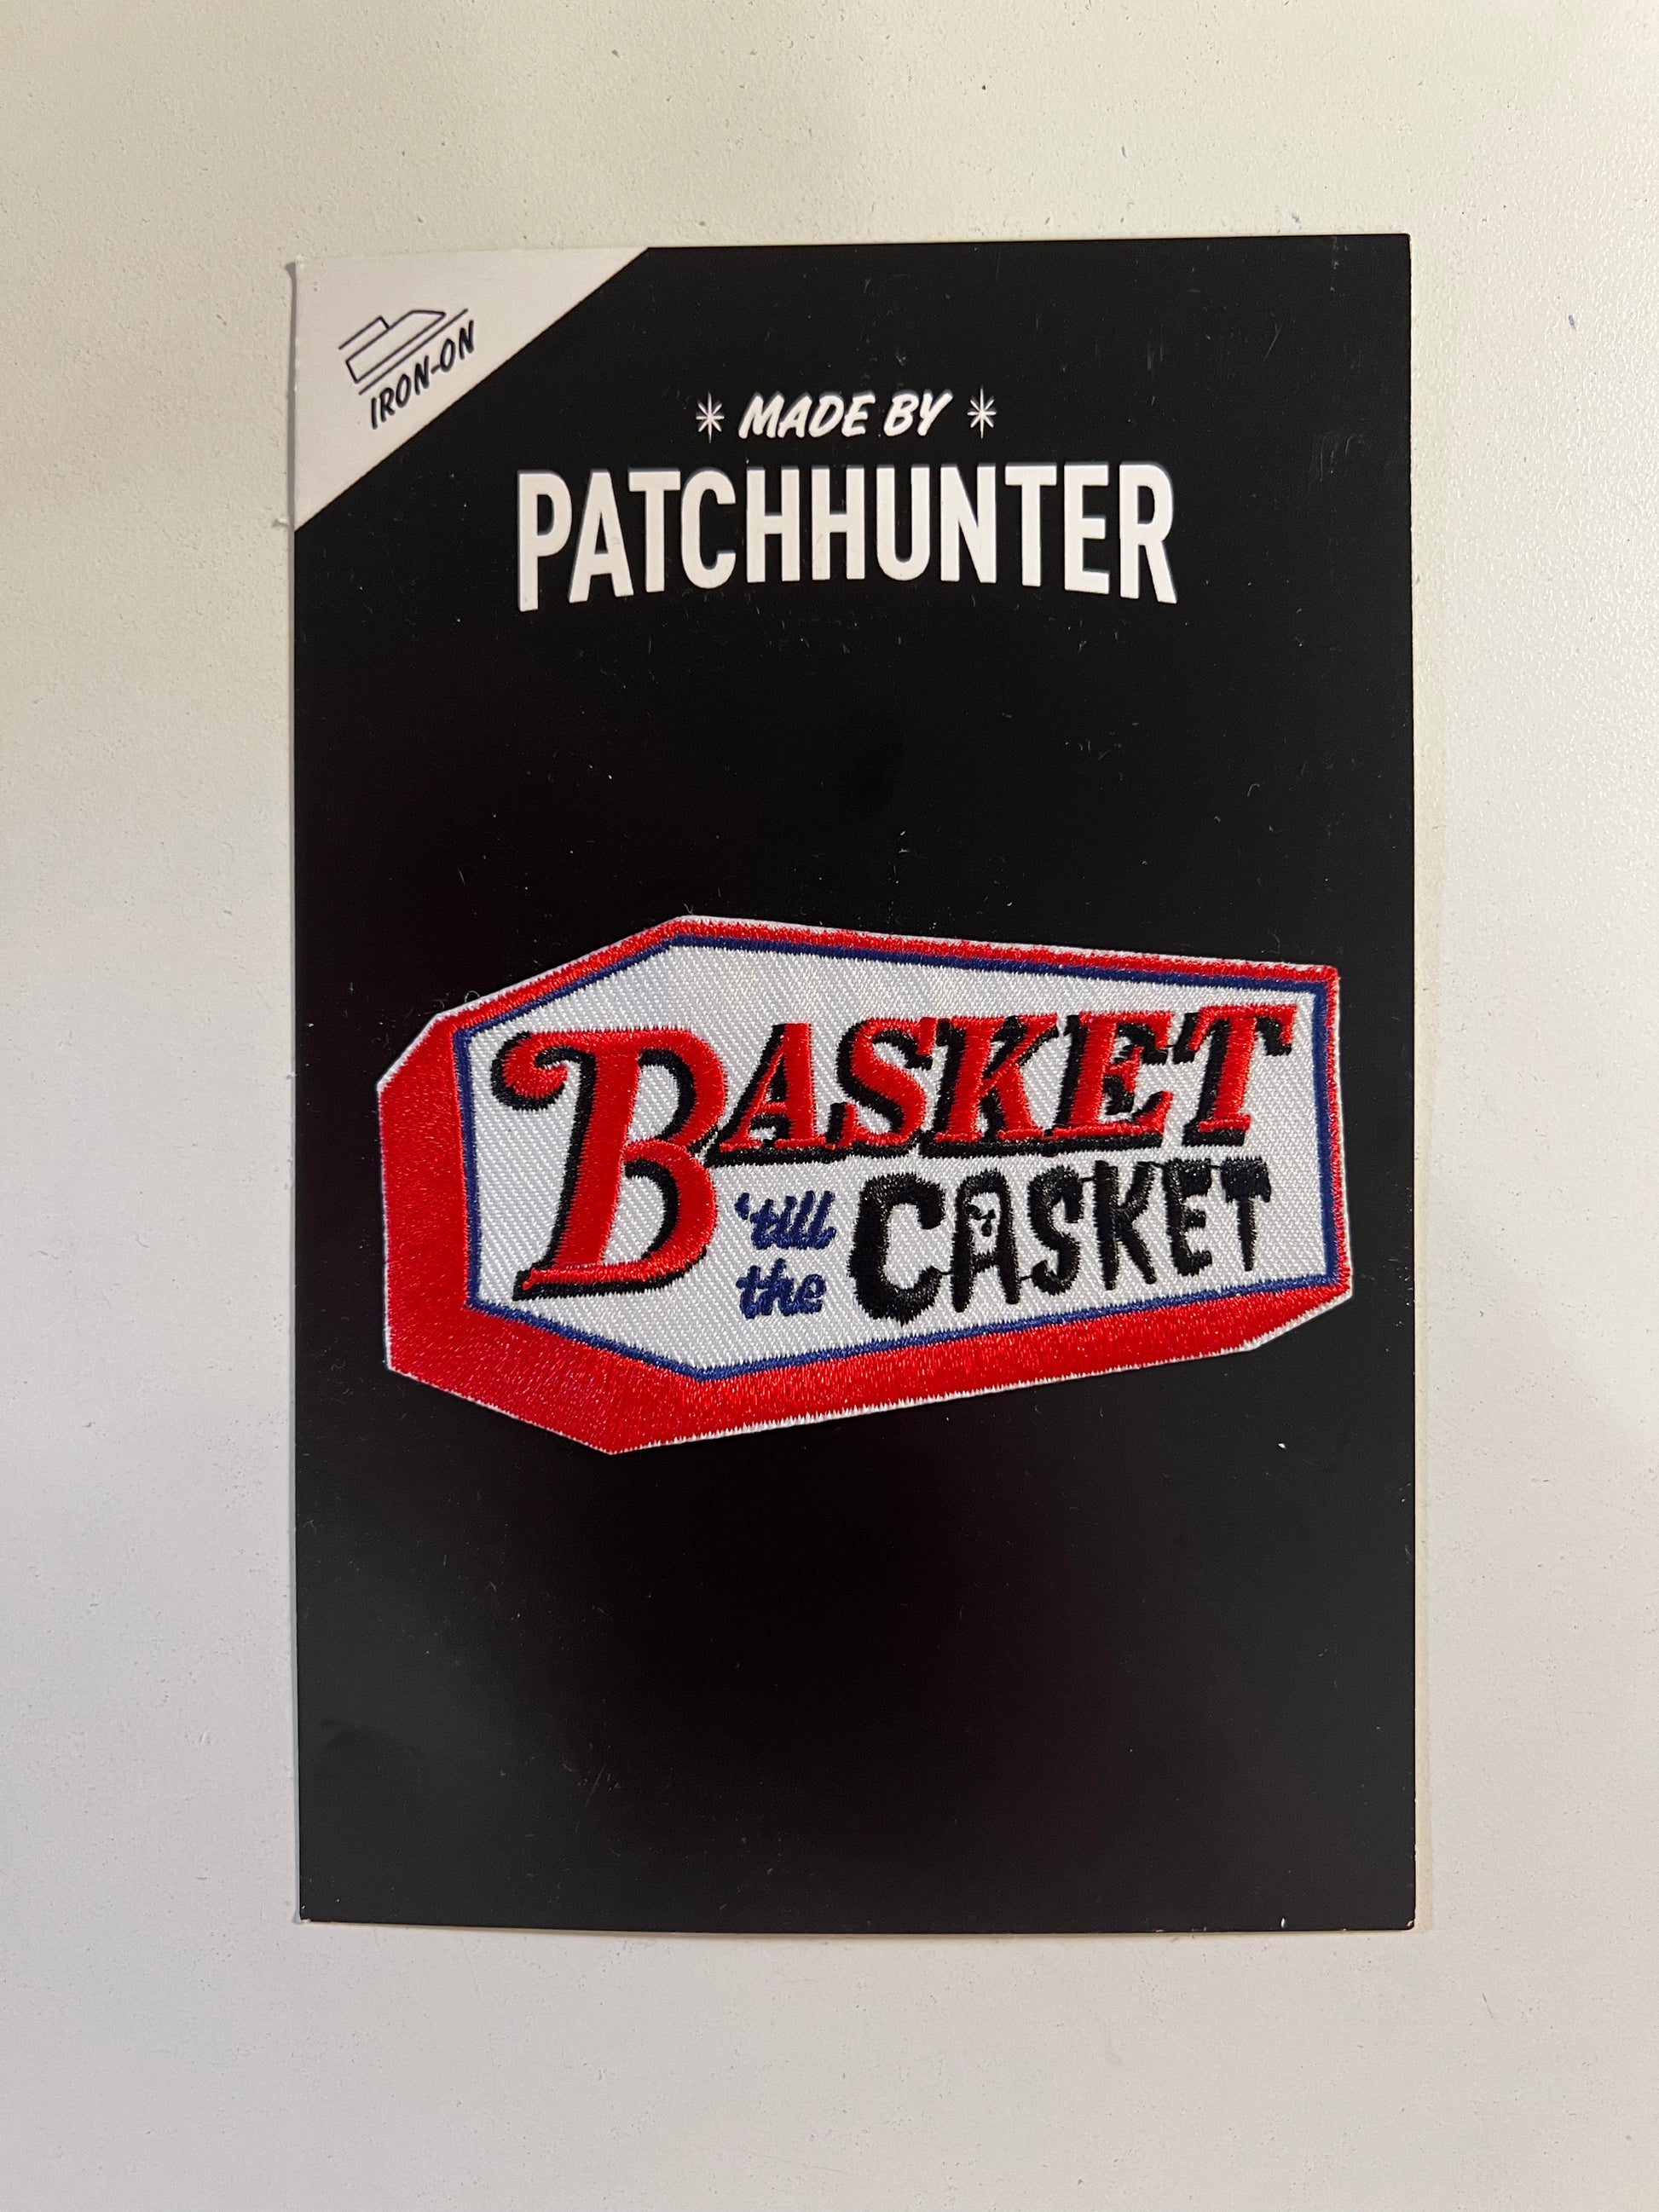 IRON-ON
MADE BY
PATCHHUNTER
BASKET
'till
the CASKET